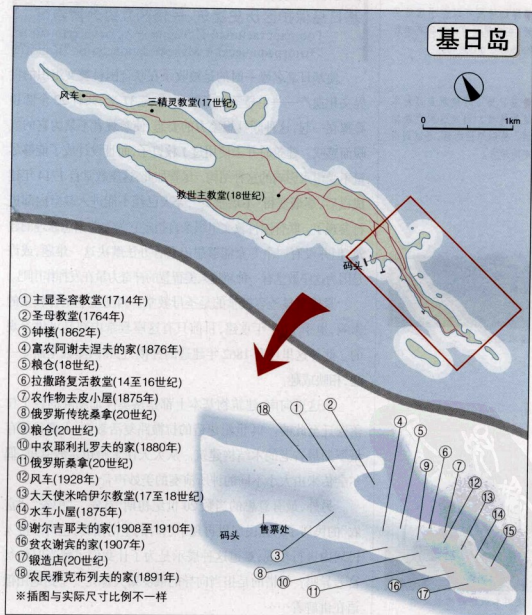 基日岛
0 1km
风车
三精灵教堂(17世纪)
救世主教堂(18世纪)
码头
①主显圣容教堂(1714年)
②圣母教堂(1764年)
③钟楼(1862年)
④富农阿谢夫涅夫的家(1876年)
⑤粮仓(18世纪)
⑥拉撒路复活教堂(14至16世纪)
⑦农作物去皮小屋(1875年)
⑧俄罗斯传统桑拿(20世纪)
⑨粮仓(20世纪)
⑩中农耶利扎罗夫的家(1880年)
⑪俄罗斯桑拿(20世纪)
⑫风车(1928年)
⑬大天使米哈伊尔教堂(17至18世纪)
⑭水车小屋(1875年)
⑮谢尔吉耶夫的家(1908至1910年)
⑯贫农谢宾的家(1907年)
⑰锻造店(20世纪)
⑱农民雅克布列夫的家(1891年)
※插图与实际尺寸比例不一样
⑱ ① ② ④ ⑤ ⑨ ⑥ ⑦ ⑫ ⑬ ⑭ ⑮
码头 售票处
③ ⑧ ⑩ ⑪ ⑯ ⑰